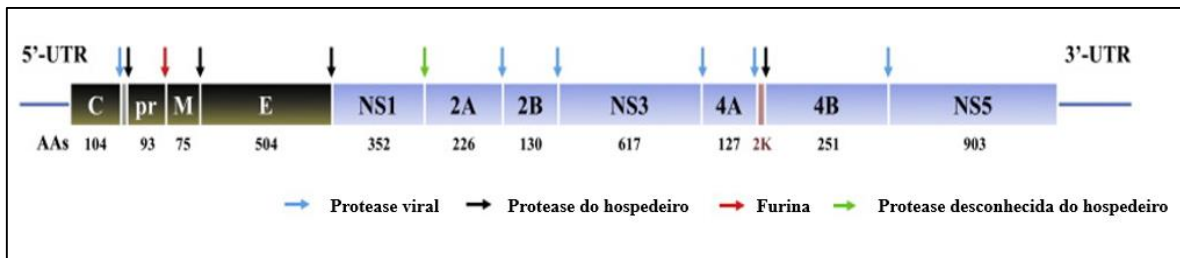 5’-UTR 3’-UTR
C pr M E NS1 2A 2B NS3 4A 4B NS5
AAs 104 93 75 504 352 226 130 617 127 2K 251 903
Protease viral Protease do hospedeiro Furina Protease desconhecida do hospedeiro